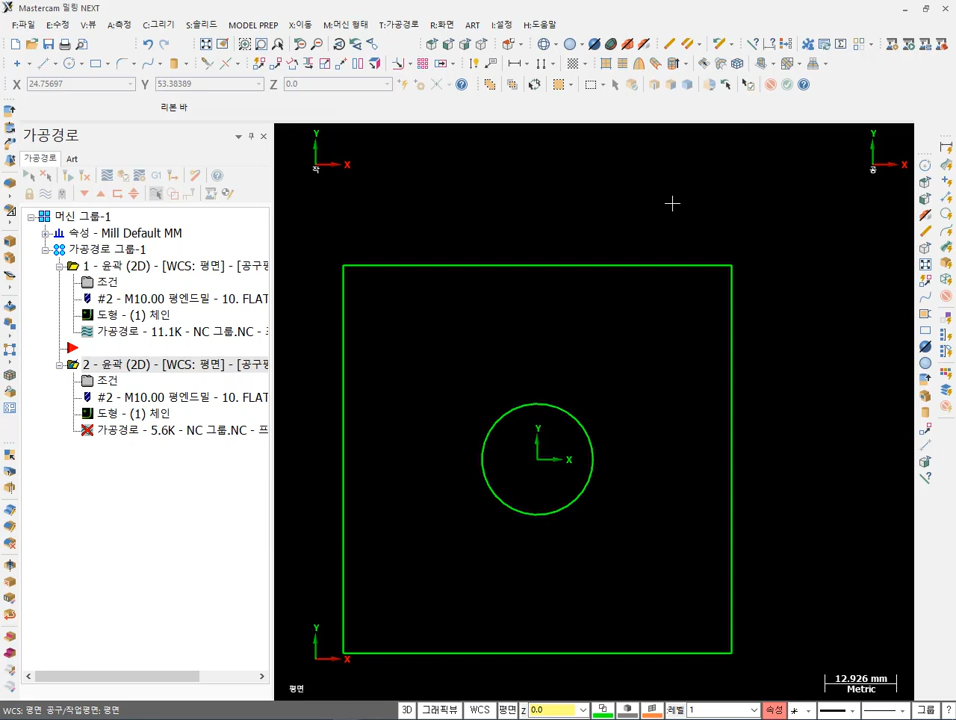 Mastercam 밀링 NEXT
F:파일 E:수정 V:뷰 A:측정 C:그리기 S:솔리드 MODEL PREP X:이동 M:머신 형태 T:가공경로 R:화면 ART I:설정 H:도움말
X 24.75697 Y 53.38389 Z 0.0
리본 바
가공경로
가공경로 Art
G1
머신 그룹-1
속성 - Mill Default MM
가공경로 그룹-1
1 - 윤곽 (2D) - [WCS: 평면] - [공구
조건
#2 - M10.00 평엔드밀 - 10. FLAT
도형 - (1) 체인
가공경로 - 11.1K - NC 그룹.NC - 프
2 - 윤곽 (2D) - [WCS: 평면] - [공구평
조건
#2 - M10.00 평엔드밀 - 10. FLAT
도형 - (1) 체인
가공경로 - 5.6K - NC 그룹.NC - 프
Y
X
작
Y
X
공
Y
X
Y
X
평면
12.926 mm
Metric
WCS: 평면 공구/작업평면: 평면
3D 그래픽뷰 WCS 평면 Z 0.0 레벨 1 속성 그룹 ?